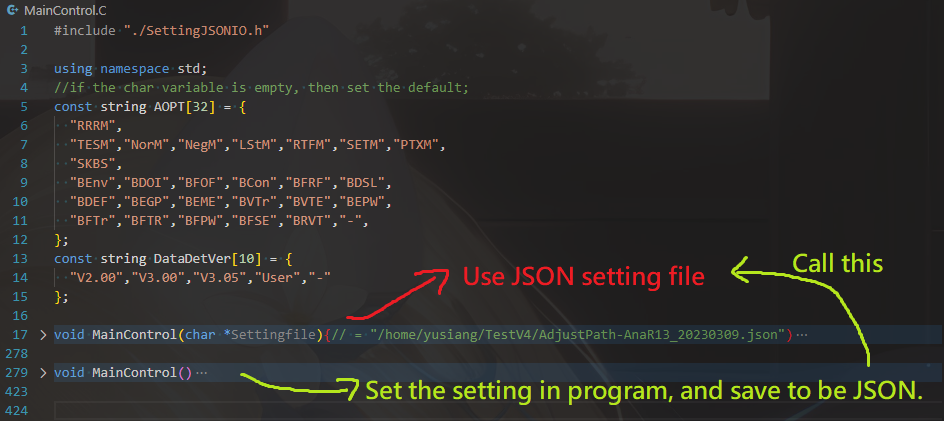 MainControl.C
1 #include "./SettingJSONIO.h"
2
3 using namespace std;
4 //if the char variable is empty, then set the default;
5 const string AOPT[32] = {
6 "RRRM",
7 "TESM","NorM","NegM","LStM","RTFM","SETM","PTXM",
8 "SKBS",
9 "BEnv","BDOI","BFOF","BCon","BFRF","BDSL",
10 "BDEF","BEGP","BEME","BVTr","BVTE","BEPW",
11 "BFTr","BFTR","BFPW","BFSE","BRVT","-",
12 };
13 const string DataDetVer[10] = {
14 "V2.00","V3.00","V3.05","User","-"
15 };
Call this
Use JSON setting file
16
17 void MainControl(char *Settingfile){// = "/home/yusiang/TestV4/AdjustPath-AnaR13_20230309.json")···
278
279 void MainControl()···
Set the setting in program, and save to be JSON.
423
424